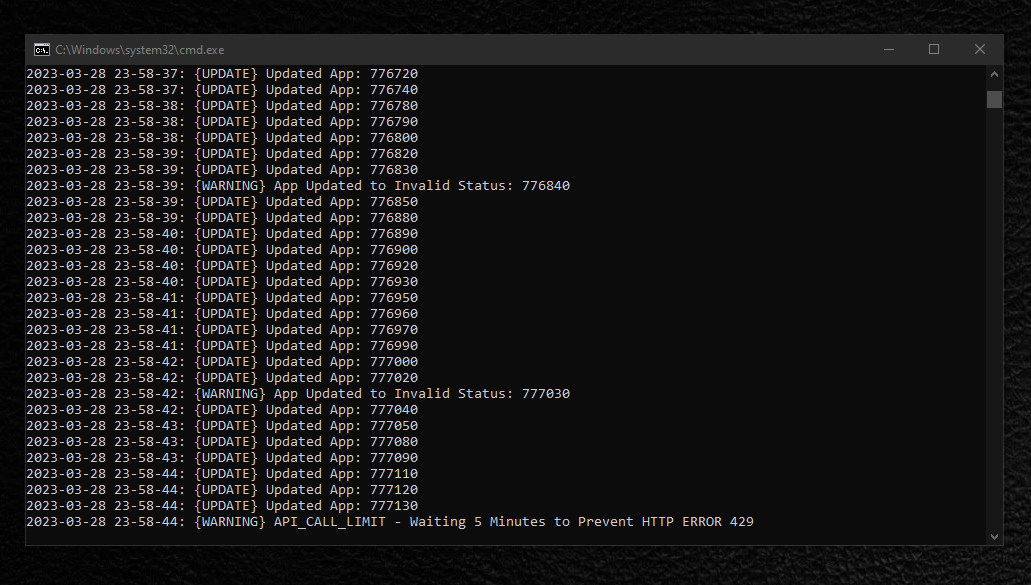 C:\Windows\system32\cmd.exe
2023-03-28 23-58-37: {UPDATE} Updated App: 776720
2023-03-28 23-58-37: {UPDATE} Updated App: 776740
2023-03-28 23-58-38: {UPDATE} Updated App: 776780
2023-03-28 23-58-38: {UPDATE} Updated App: 776790
2023-03-28 23-58-38: {UPDATE} Updated App: 776800
2023-03-28 23-58-39: {UPDATE} Updated App: 776820
2023-03-28 23-58-39: {UPDATE} Updated App: 776830
2023-03-28 23-58-39: {WARNING} App Updated to Invalid Status: 776840
2023-03-28 23-58-39: {UPDATE} Updated App: 776850
2023-03-28 23-58-39: {UPDATE} Updated App: 776880
2023-03-28 23-58-40: {UPDATE} Updated App: 776890
2023-03-28 23-58-40: {UPDATE} Updated App: 776900
2023-03-28 23-58-40: {UPDATE} Updated App: 776920
2023-03-28 23-58-40: {UPDATE} Updated App: 776930
2023-03-28 23-58-41: {UPDATE} Updated App: 776950
2023-03-28 23-58-41: {UPDATE} Updated App: 776960
2023-03-28 23-58-41: {UPDATE} Updated App: 776970
2023-03-28 23-58-41: {UPDATE} Updated App: 776990
2023-03-28 23-58-42: {UPDATE} Updated App: 777000
2023-03-28 23-58-42: {UPDATE} Updated App: 777020
2023-03-28 23-58-42: {WARNING} App Updated to Invalid Status: 777030
2023-03-28 23-58-42: {UPDATE} Updated App: 777040
2023-03-28 23-58-43: {UPDATE} Updated App: 777050
2023-03-28 23-58-43: {UPDATE} Updated App: 777080
2023-03-28 23-58-43: {UPDATE} Updated App: 777090
2023-03-28 23-58-44: {UPDATE} Updated App: 777110
2023-03-28 23-58-44: {UPDATE} Updated App: 777120
2023-03-28 23-58-44: {UPDATE} Updated App: 777130
2023-03-28 23-58-44: {WARNING} API_CALL_LIMIT - Waiting 5 Minutes to Prevent HTTP ERROR 429